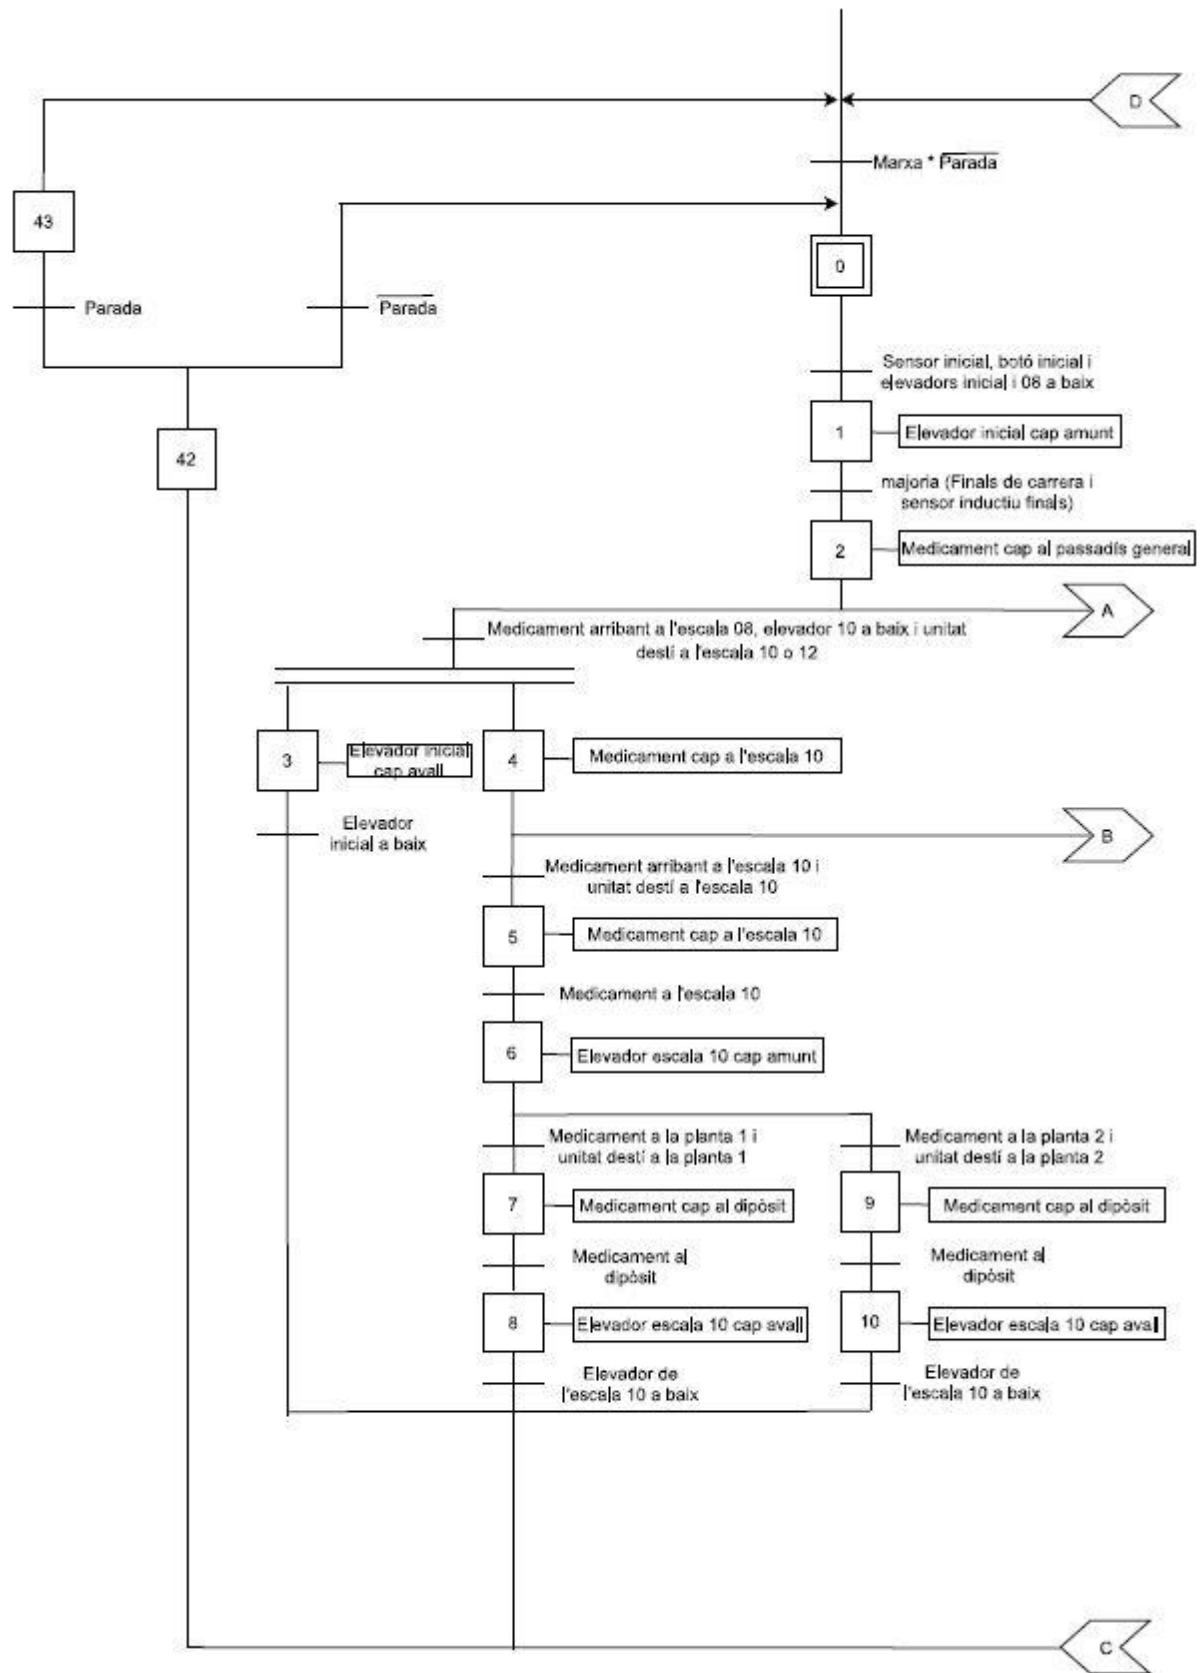 D
Marxa * Parada
43
0
Parada
Parada
Sensor inicial, botó inicial i
elevadors inicial i 08 a baix
1
Elevador inicial cap amunt
42
majoria (Finals de carrera i
sensor inductiu finals)
2
Medicament cap al passadís general
A
Medicament arribant a l'escala 08, elevador 10 a baix i unitat
destí a l'escala 10 o 12
3
Elevador inicial
cap avall
4
Medicament cap a l'escala 10
Elevador
inicial a baix
B
Medicament arribant a l'escala 10 i
unitat destí a l'escala 10
5
Medicament cap a l'escala 10
Medicament a l'escala 10
6
Elevador escala 10 cap amunt
Medicament a la planta 1 i
unitat destí a la planta 1
Medicament a la planta 2 i
unitat destí a la planta 2
7
Medicament cap al dipòsit
9
Medicament cap al dipòsit
Medicament al
dipòsit
Medicament al
dipòsit
8
Elevador escala 10 cap avall
10
Elevador escala 10 cap avall
Elevador de
l'escala 10 a baix
Elevador de
l'escala 10 a baix
C